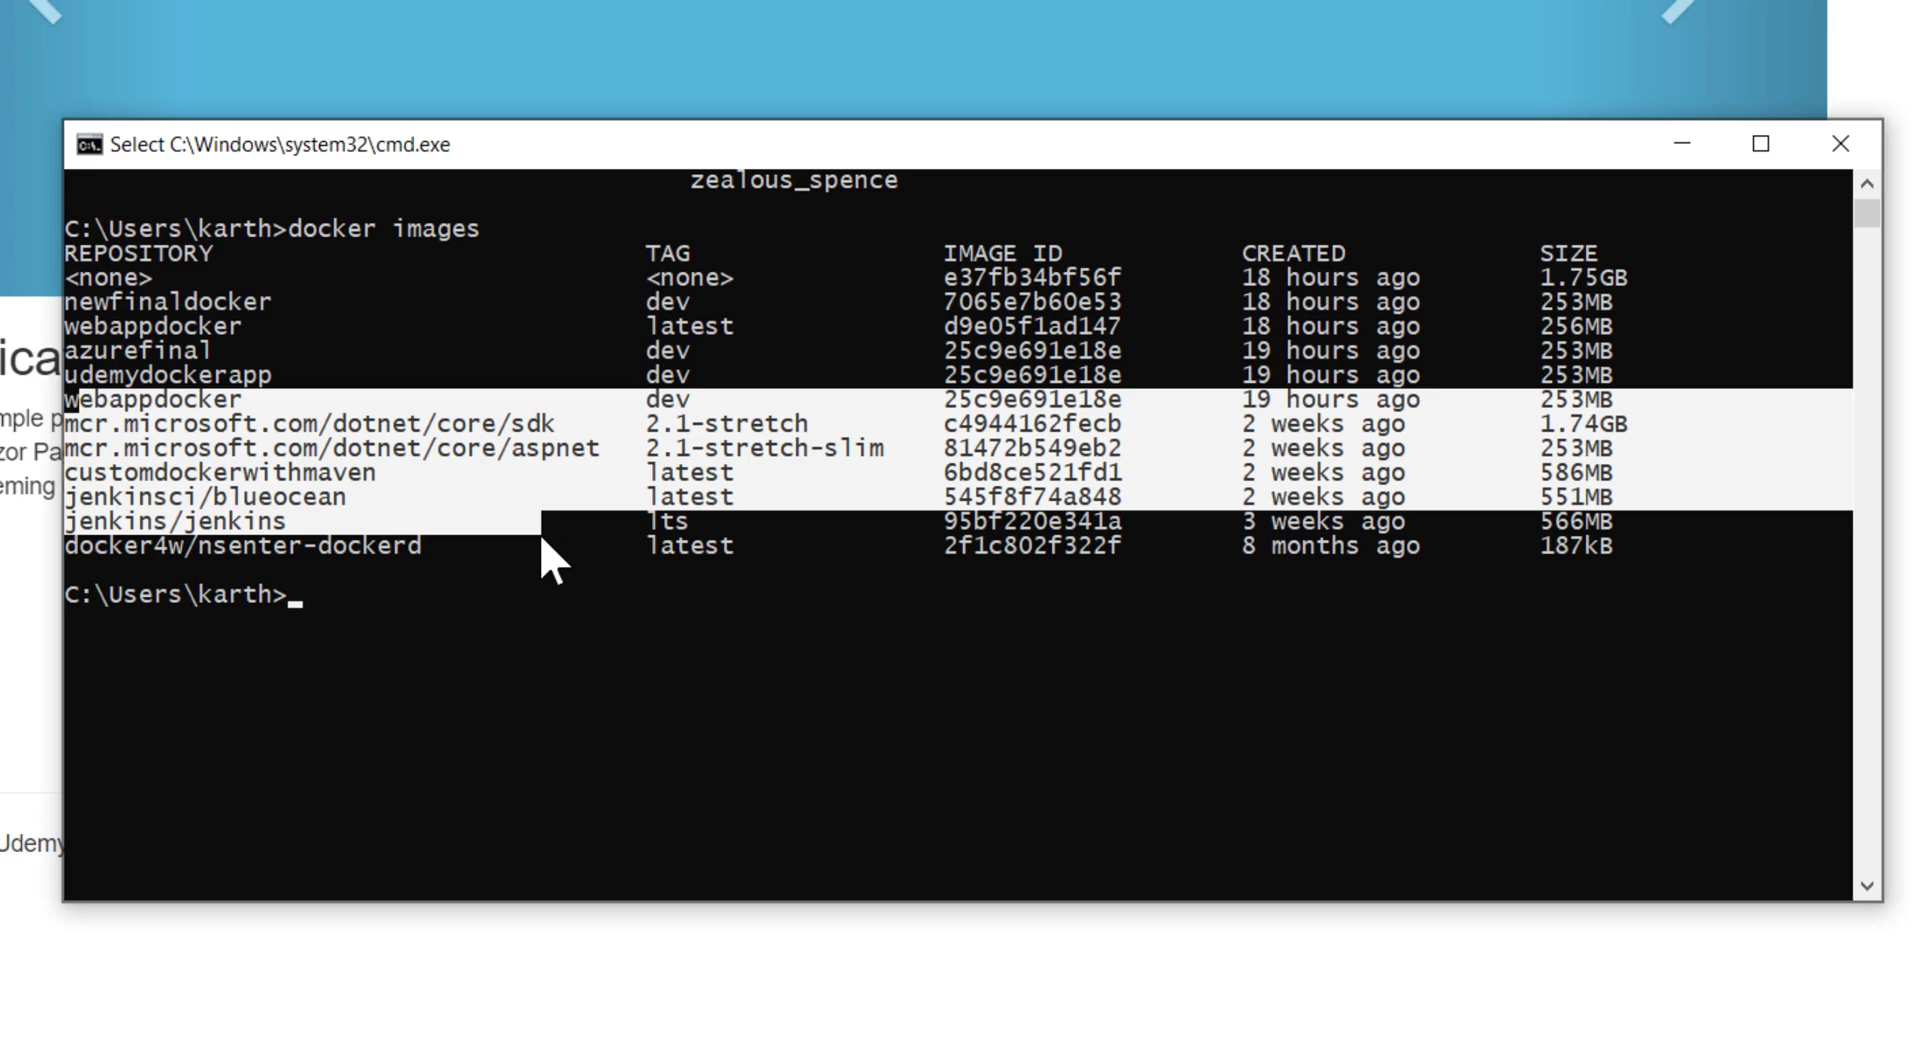 Select C:\Windows\system32\cmd.exe
zealous_spence
C:\Users\karth>docker images
REPOSITORY TAG IMAGE ID CREATED SIZE
<none> <none> e37fb34bf56f 18 hours ago 1.75GB
newfinaldocker dev 7065e7b60e53 18 hours ago 253MB
webappdocker latest d9e05f1ad147 18 hours ago 256MB
azurefinal dev 25c9e691e18e 19 hours ago 253MB
udemydockerapp dev 25c9e691e18e 19 hours ago 253MB
webappdocker dev 25c9e691e18e 19 hours ago 253MB
mcr.microsoft.com/dotnet/core/sdk 2.1-stretch c4944162fecb 2 weeks ago 1.74GB
mcr.microsoft.com/dotnet/core/aspnet 2.1-stretch-slim 81472b549eb2 2 weeks ago 253MB
customdockerwithmaven latest 6bd8ce521fd1 2 weeks ago 586MB
jenkinsci/blueocean latest 545f8f74a848 2 weeks ago 551MB
jenkins/jenkins lts 95bf220e341a 3 weeks ago 566MB
docker4w/nsenter-dockerd latest 2f1c802f322f 8 months ago 187kB
C:\Users\karth>
ica
mple p
zor Pa
eming
Udemy